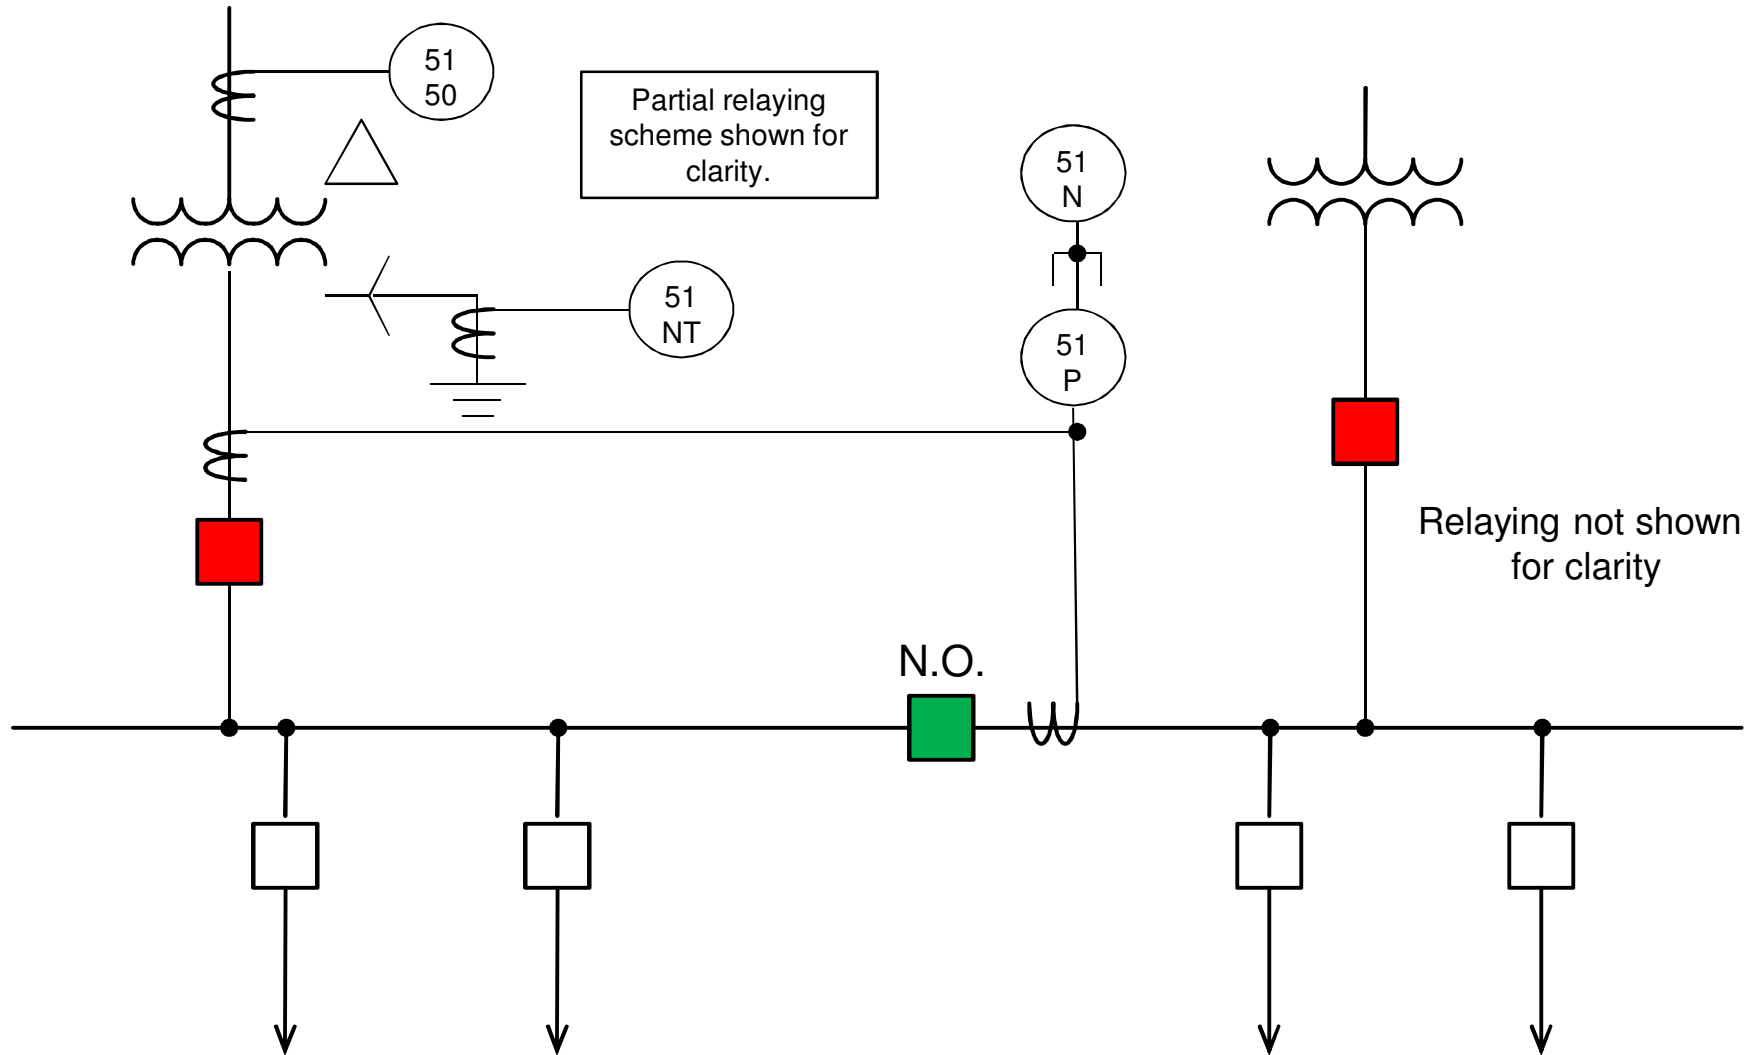 51
50
Partial relaying
scheme shown for
clarity.
51
N
51
NT
51
P
Relaying not shown
for clarity
N.O.